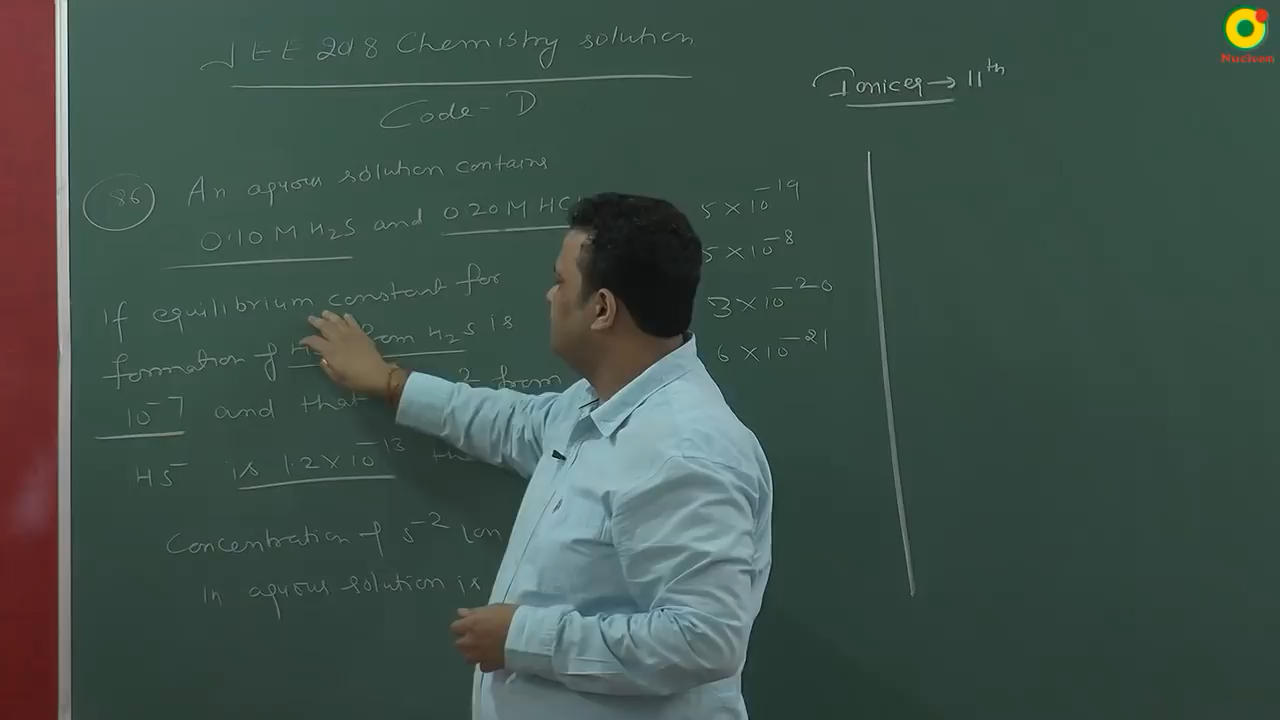 JEE 2018 Chemistry solution
Code- D
Ionic eq → 11th
86 An aquous solution contains
0.10 M H2S and 0.20 M HCl
If equilibrium constant for
formation of from H2S is
10^-7 and that from
HS^- is 1.2×10^-13
Concentration of S^-2 ion
in aquous solution is
5×10^-19
5×10^-8
3×10^-20
6×10^-21
Nucleon